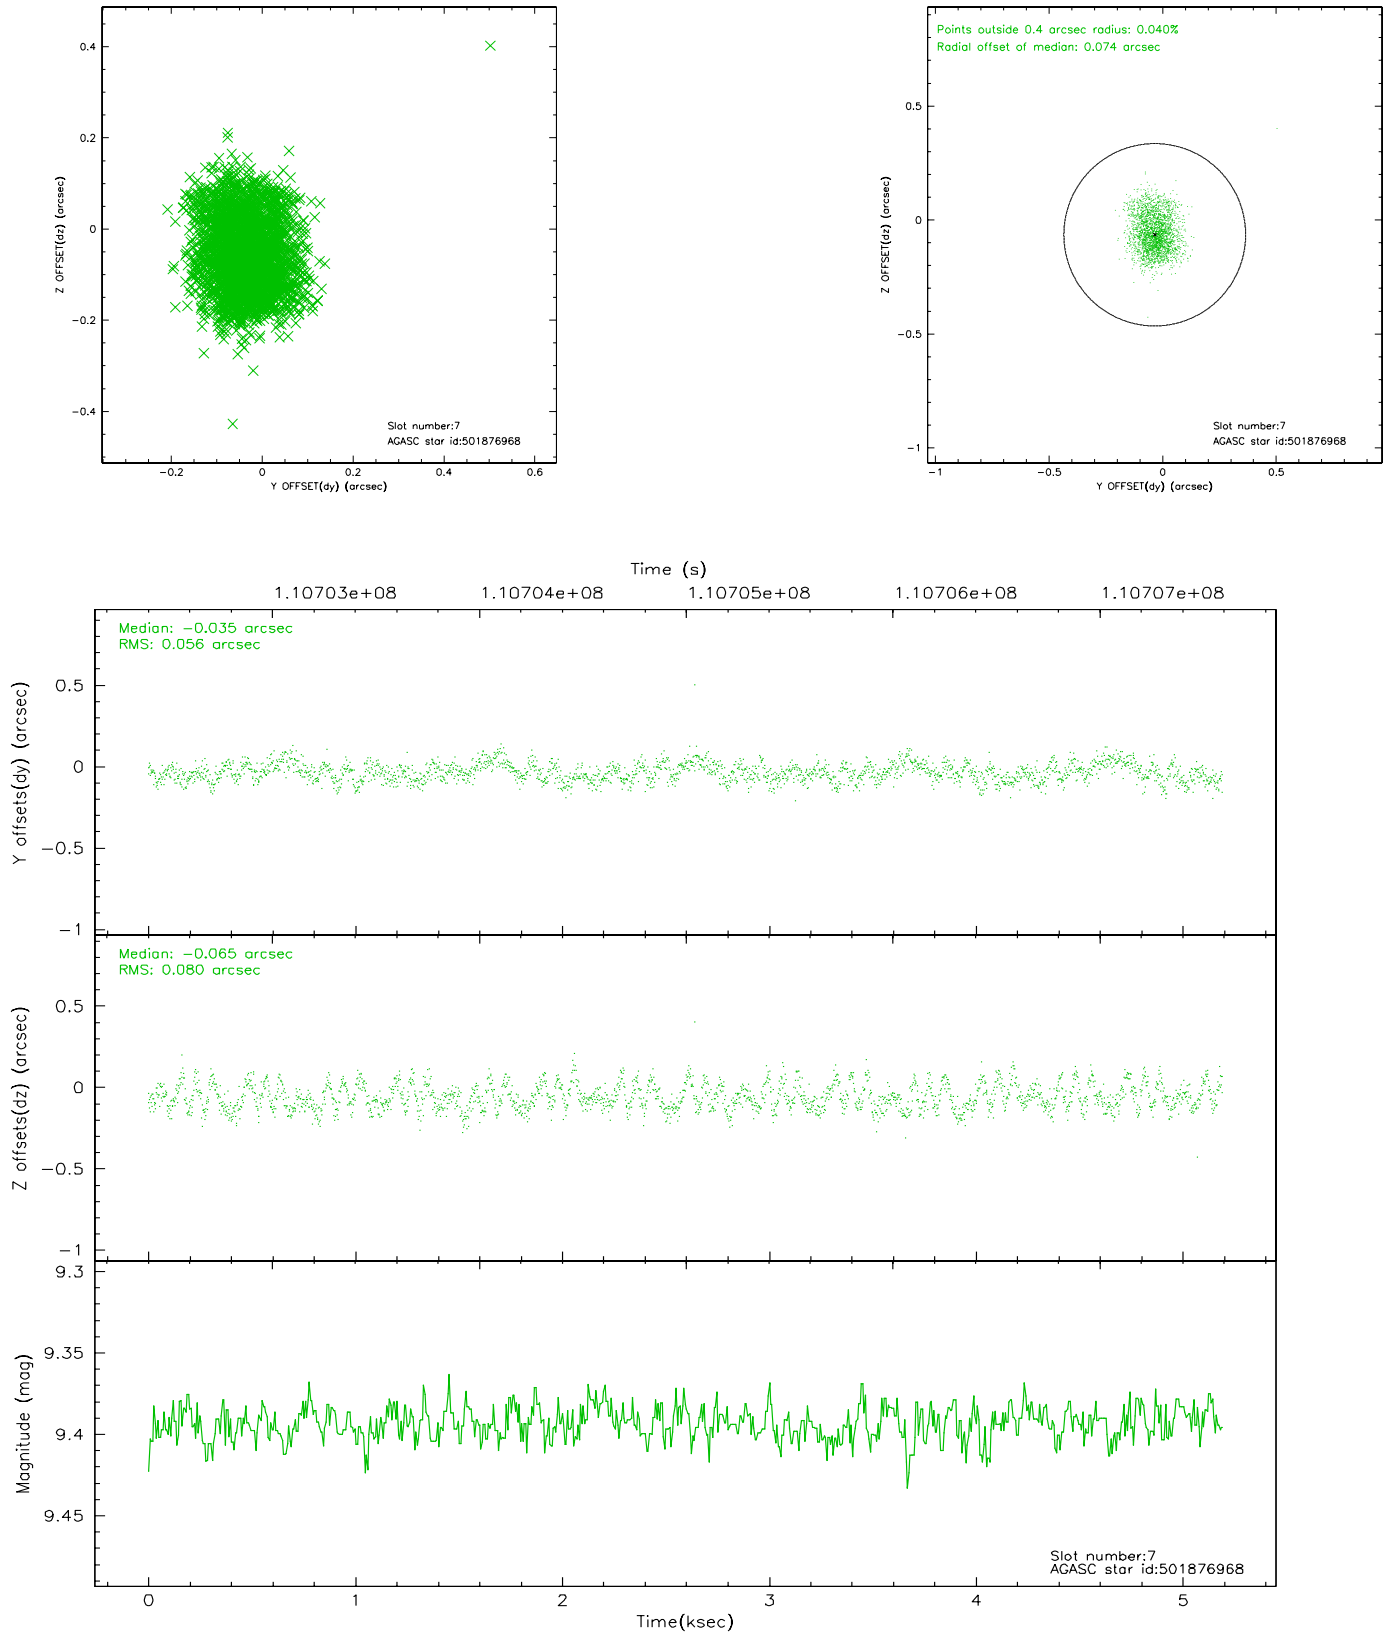 0.4
0.2
0
−0.2
−0.4
Z OFFSET(dz) (arcsec)
Slot number:7
AGASC star id:501876968
−0.2 0 0.2 0.4 0.6
Y OFFSET(dy) (arcsec)
Points outside 0.4 arcsec radius: 0.040%
Radial offset of median: 0.074 arcsec
0.5
0
−0.5
−1
Z OFFSET(dz) (arcsec)
Slot number:7
AGASC star id:501876968
−1 −0.5 0 0.5
Y OFFSET(dy) (arcsec)
Time (s)
1.10703e+08 1.10704e+08 1.10705e+08 1.10706e+08 1.10707e+08
Median: −0.035 arcsec
RMS: 0.056 arcsec
0.5
0
−0.5
−1
Y offsets(dy) (arcsec)
Median: −0.065 arcsec
RMS: 0.080 arcsec
0.5
0
−0.5
−1
Z offsets(dz) (arcsec)
9.3
9.35
9.4
9.45
Magnitude (mag)
Slot number:7
AGASC star id:501876968
0 1 2 3 4 5
Time(ksec)